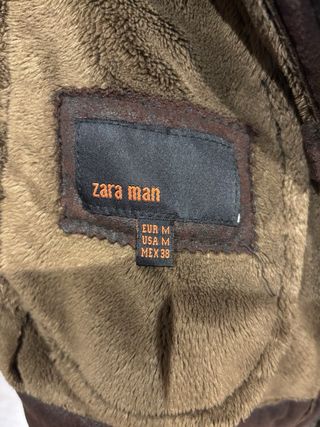 zara man
EUR M
USA M
MEX 38